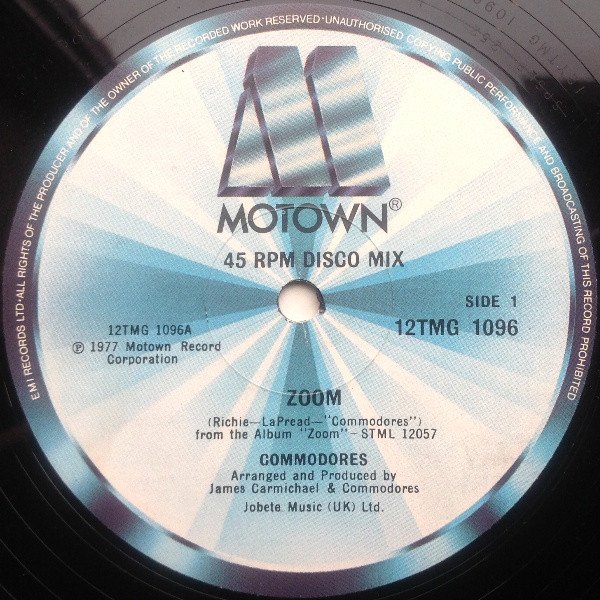 EMI RECORDS LTD·ALL RIGHTS OF THE PRODUCER AND OF THE OWNER OF THE RECORDED WORK RESERVED·UNAUTHORISED COPYING PUBLIC PERFORMANCE AND BROADCASTING OF THIS RECORD PROHIBITED
MOTOWN®
45 RPM DISCO MIX
SIDE 1
12TMG 1096A
12TMG 1096
℗ 1977 Motown Record
Corporation
ZOOM
(Richie—LaPread—"Commodores")
from the Album "Zoom"—STML 12057
COMMODORES
Arranged and Produced by
James Carmichael & Commodores
Jobete Music (UK) Ltd.